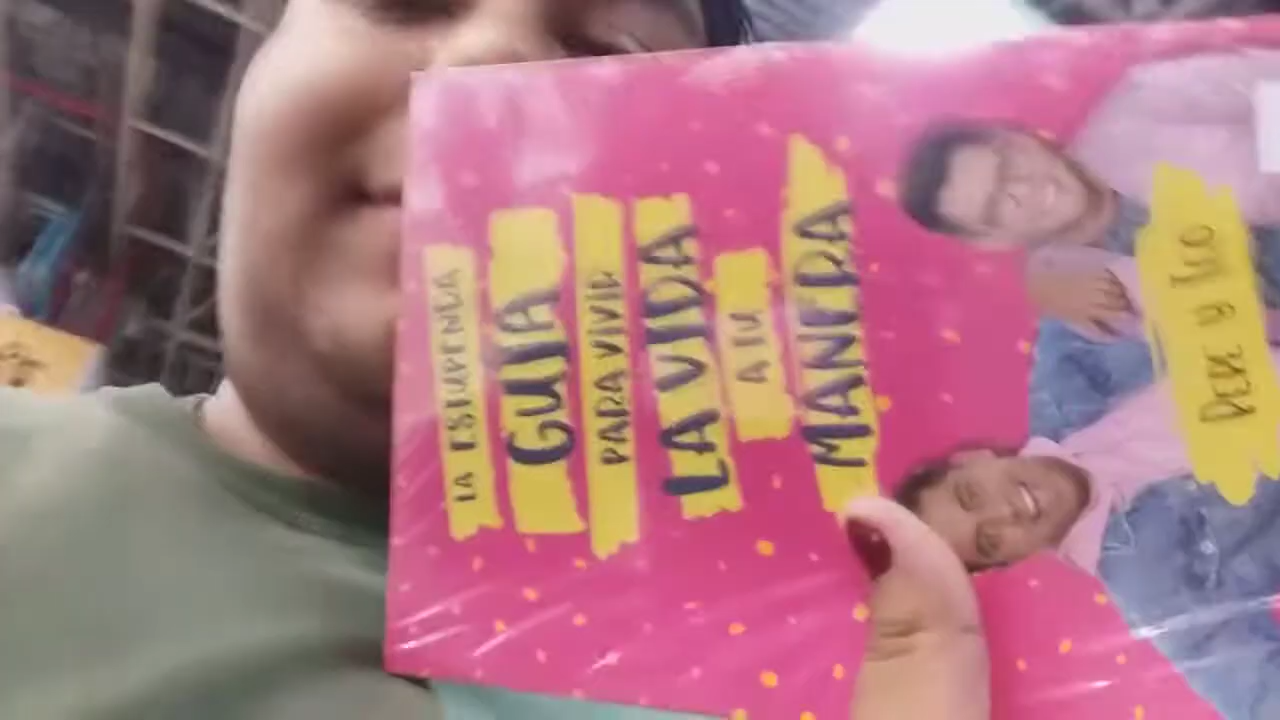 LA ESTUPENDA
GUÍA
PARA VIVIR
LA VIDA
A TU
MANERA